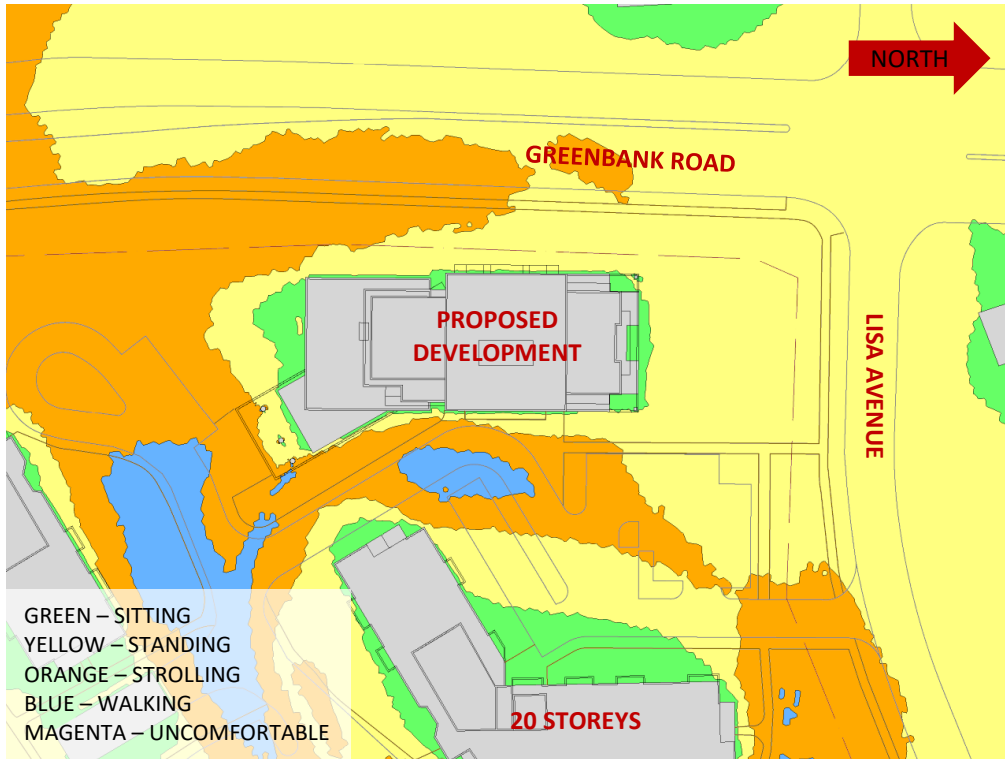 NORTH
GREENBANK ROAD
PROPOSED
DEVELOPMENT
LISA AVENUE
20 STOREYS
GREEN – SITTING
YELLOW – STANDING
ORANGE – STROLLING
BLUE – WALKING
MAGENTA – UNCOMFORTABLE